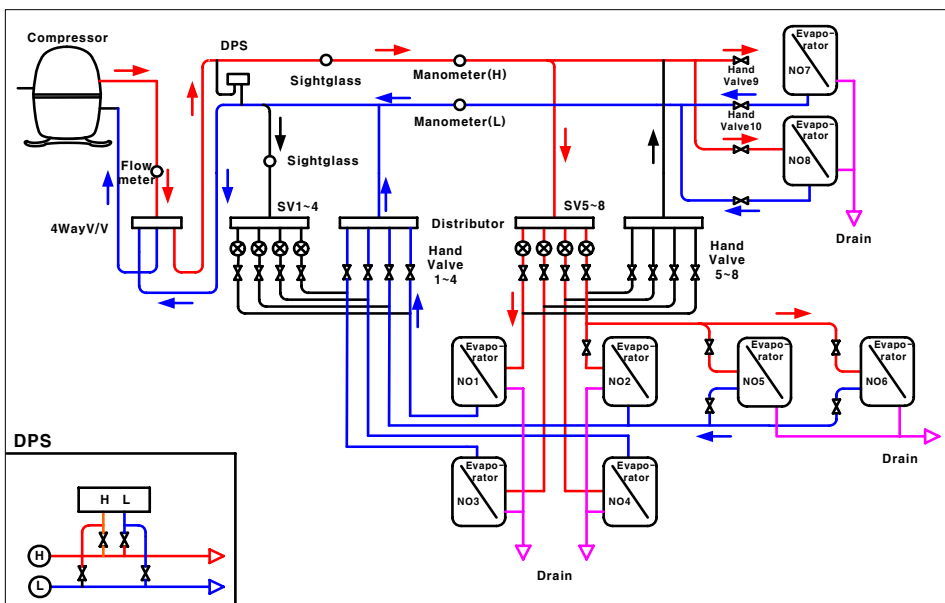 Compressor
DPS
Sightglass
Manometer(H)
Hand
Valve9
Evapo-
rator
NO7
Manometer(L)
Hand
Valve10
Evapo-
rator
NO8
Flow
meter
Sightglass
4WayV/V
SV1~4
Distributor
SV5~8
Drain
Hand
Valve
1~4
Hand
Valve
5~8
Evapo-
rator
NO1
Evapo-
rator
NO2
Evapo-
rator
NO5
Evapo-
rator
NO6
Drain
Evapo-
rator
NO3
Evapo-
rator
NO4
Drain
DPS
H L
H
L